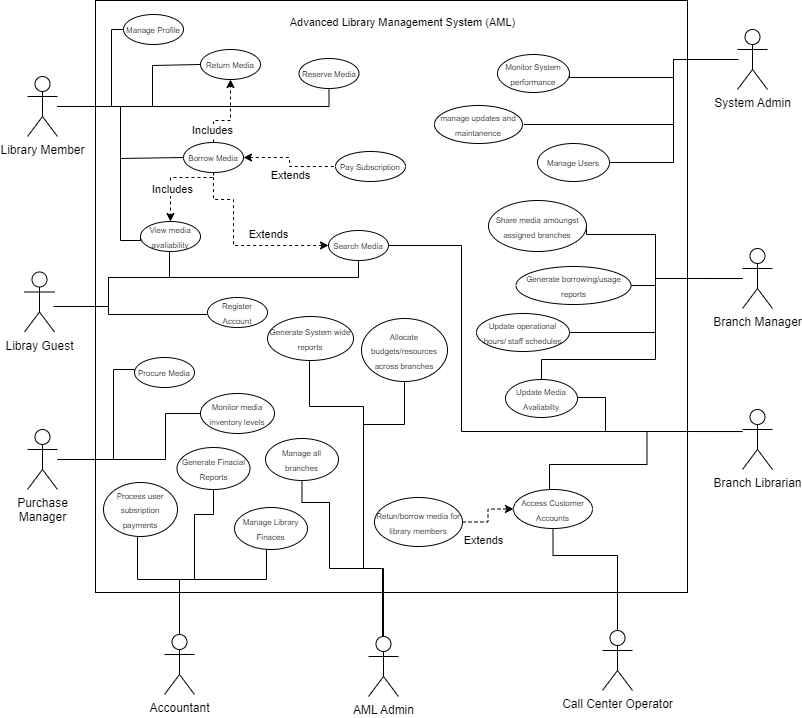 Advanced Library Management System (AML)
Manage Profile
Return Media
Reserve Media
Monitor System
performance
System Admin
Library Member
manage updates and
maintanence
Includes
Borrow Media
Extends
Pay Subscription
Manage Users
Includes
View media
avaliability
Extends
Search Media
Share media amoungst
assigned branches
Generate borrowing/usage
reports
Branch Manager
Register
Account
Libray Guest
Generate System wide
reports
Allocate
budgets/resources
across branches
Update operational
hours/ staff schedules
Procure Media
Update Media
Avaliabilty
Monitor media
inventory levels
Generate Finacial
Reports
Manage all
branches
Branch Librarian
Purchase
Manager
Process user
subsription
payments
Manage Library
Finaces
Retun/borrow media for
library members
Extends
Access Customer
Accounts
Accountant
AML Admin
Call Center Operator